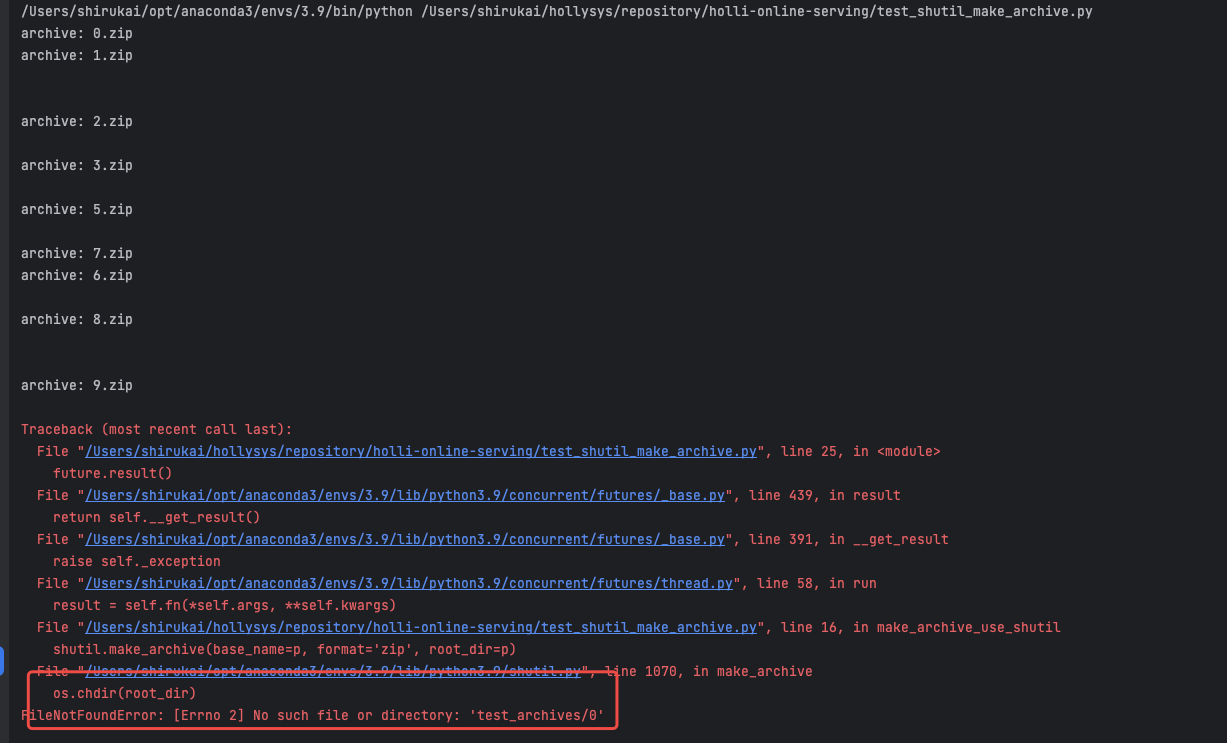 /Users/shirukai/opt/anaconda3/envs/3.9/bin/python /Users/shirukai/hollysys/repository/holli-online-serving/test_shutil_make_archive.py
archive: 0.zip
archive: 1.zip
archive: 2.zip
archive: 3.zip
archive: 5.zip
archive: 7.zip
archive: 6.zip
archive: 8.zip
archive: 9.zip
Traceback (most recent call last):
  File "/Users/shirukai/hollysys/repository/holli-online-serving/test_shutil_make_archive.py", line 25, in <module>
    future.result()
  File "/Users/shirukai/opt/anaconda3/envs/3.9/lib/python3.9/concurrent/futures/_base.py", line 439, in result
    return self.__get_result()
  File "/Users/shirukai/opt/anaconda3/envs/3.9/lib/python3.9/concurrent/futures/_base.py", line 391, in __get_result
    raise self._exception
  File "/Users/shirukai/opt/anaconda3/envs/3.9/lib/python3.9/concurrent/futures/thread.py", line 58, in run
    result = self.fn(*self.args, **self.kwargs)
  File "/Users/shirukai/hollysys/repository/holli-online-serving/test_shutil_make_archive.py", line 16, in make_archive_use_shutil
    shutil.make_archive(base_name=p, format='zip', root_dir=p)
  File "/Users/shirukai/opt/anaconda3/envs/3.9/lib/python3.9/shutil.py", line 1070, in make_archive
    os.chdir(root_dir)
FileNotFoundError: [Errno 2] No such file or directory: 'test_archives/0'